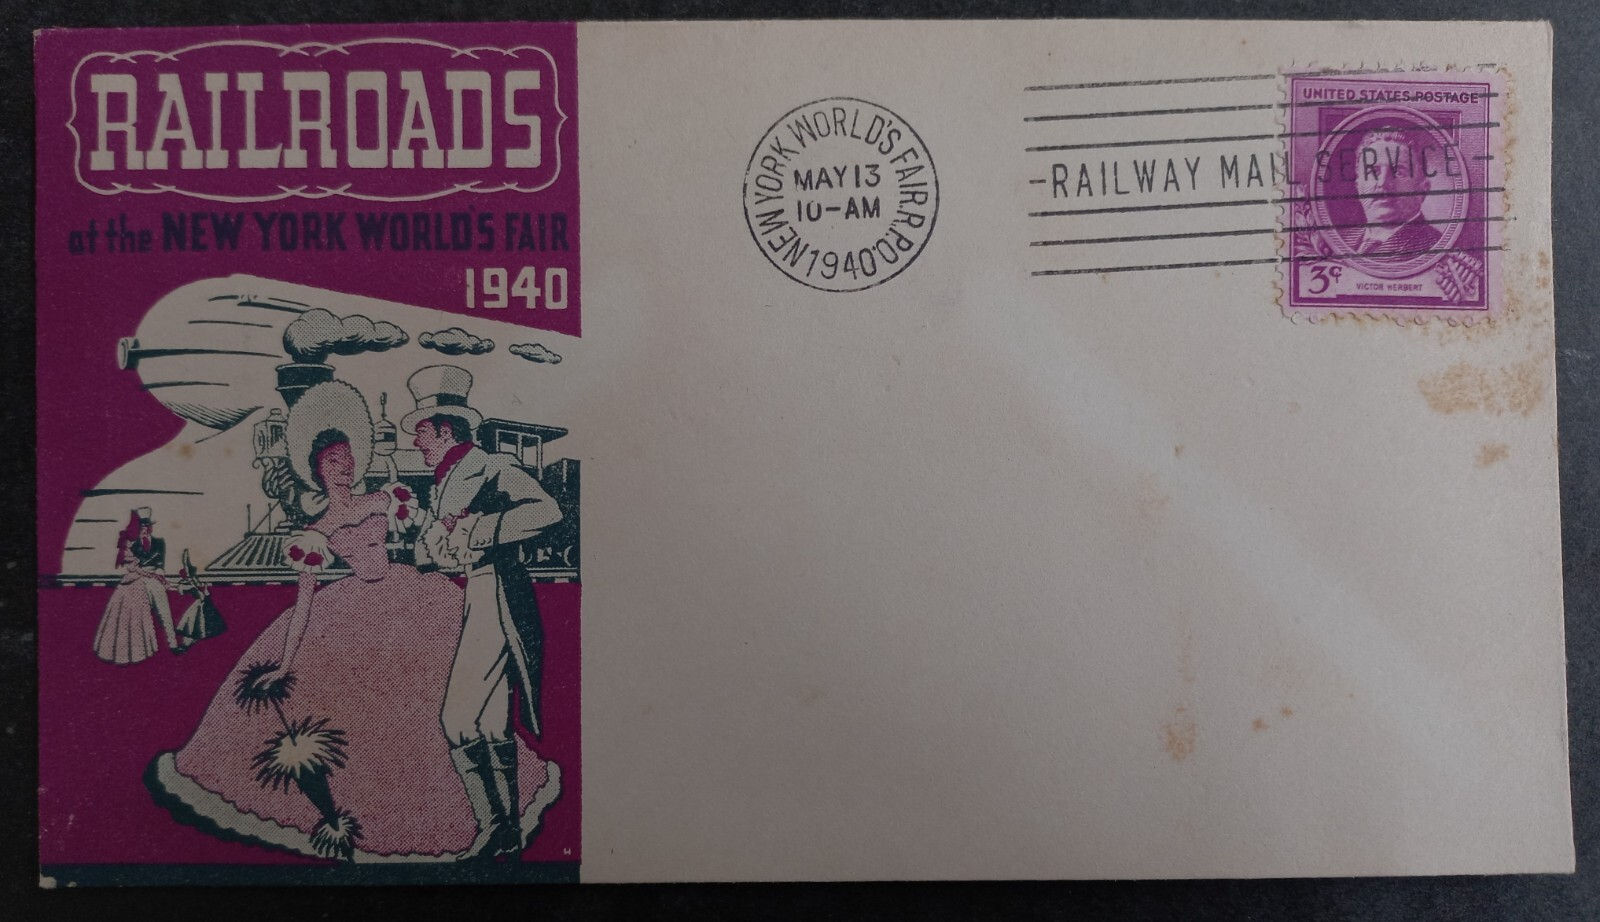 RAILROADS
at the NEW YORK WORLD'S FAIR
1940
NEW YORK WORLD'S FAIR.R.P.O.
MAY 13
10-AM
1940
-RAILWAY MAIL SERVICE-
UNITED STATES POSTAGE
3¢
VICTOR HERBERT
H